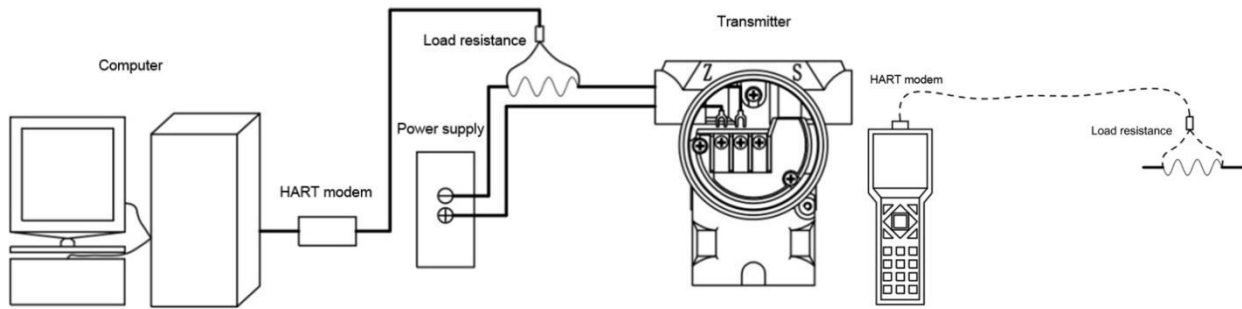 Transmitter
Load resistance
Computer
Z
S
HART modem
Load resistance
Power supply
HART modem